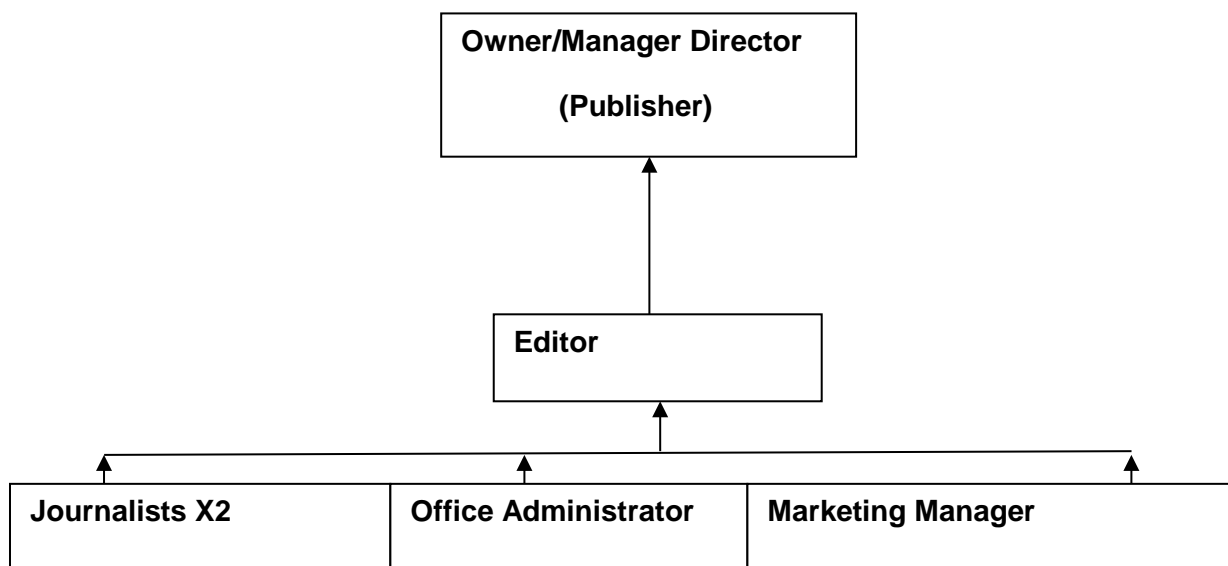 Owner/Manager Director
(Publisher)
Editor
Journalists X2
Office Administrator
Marketing Manager